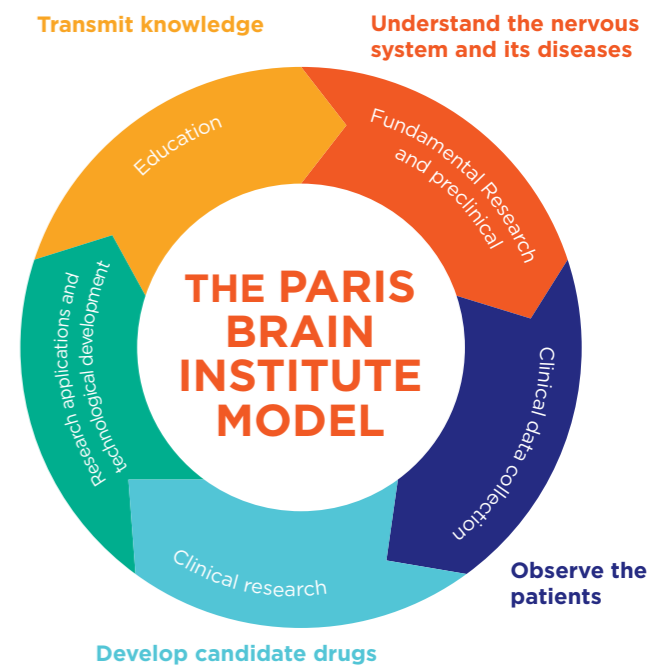 Transmit knowledge
Understand the nervous
system and its diseases
Education
Fundamental Research
and preclinical
THE PARIS
BRAIN
INSTITUTE
MODEL
Clinical data collection
Research applications and
technological development
Clinical research
Observe the
patients
Develop candidate drugs